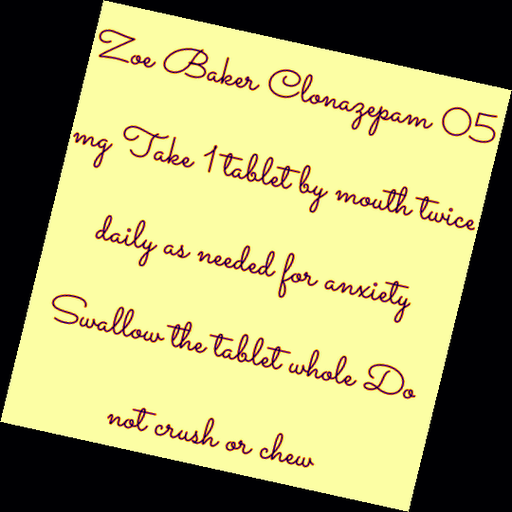 Zoe Baker Clonazepam 05
mg Take 1 tablet by mouth twice
daily as needed for anxiety
Swallow the tablet whole Do
not crush or chew